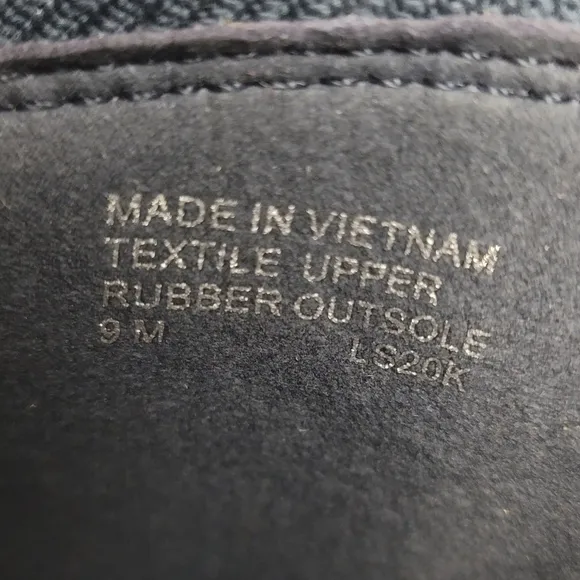 MADE IN VIETNAM
TEXTILE UPPER
RUBBER OUTSOLE
9 M LS20K